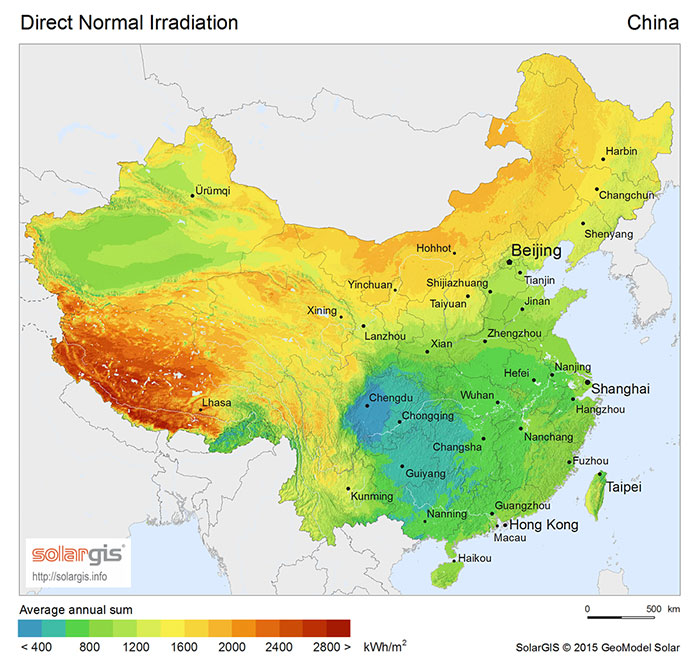 Direct Normal Irradiation
China
Harbin
Changchun
Ürümqi
Shenyang
Hohhot
Beijing
Tianjin
Yinchuan
Shijiazhuang
Taiyuan
Jinan
Xining
Lanzhou
Zhengzhou
Xian
Hefei
Nanjing
Shanghai
Lhasa
Chengdu
Wuhan
Hangzhou
Chongqing
Changsha
Nanchang
Guiyang
Fuzhou
Taipei
Kunming
Nanning
Guangzhou
Hong Kong
Macau
Haikou
solargis
http://solargis.info
Average annual sum
0 500 km
< 400 800 1200 1600 2000 2400 2800 > kWh/m²
SolarGIS © 2015 GeoModel Solar